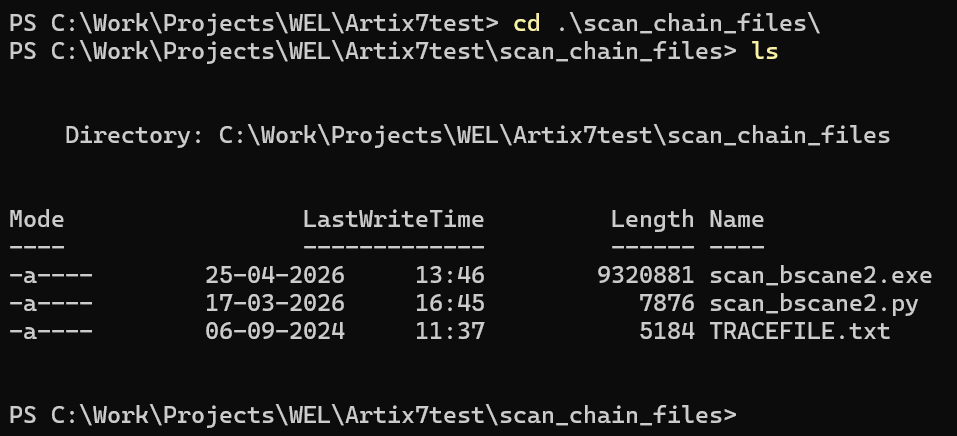 PS C:\Work\Projects\WEL\Artix7test> cd .\scan_chain_files\
PS C:\Work\Projects\WEL\Artix7test\scan_chain_files> ls
    Directory: C:\Work\Projects\WEL\Artix7test\scan_chain_files
Mode                 LastWriteTime         Length Name
----                 -------------         ------ ----
-a----        25-04-2026     13:46        9320881 scan_bscane2.exe
-a----        17-03-2026     16:45           7876 scan_bscane2.py
-a----        06-09-2024     11:37           5184 TRACEFILE.txt
PS C:\Work\Projects\WEL\Artix7test\scan_chain_files>